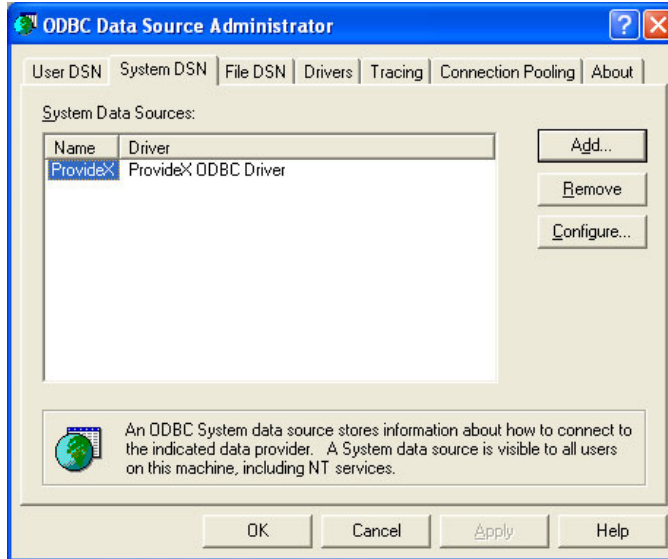 ODBC Data Source Administrator
User DSN System DSN File DSN Drivers Tracing Connection Pooling About
System Data Sources:
Name Driver
ProvideX ProvideX ODBC Driver
Add...
Remove
Configure...
An ODBC System data source stores information about how to connect to
the indicated data provider. A System data source is visible to all users
on this machine, including NT services.
OK Cancel Apply Help